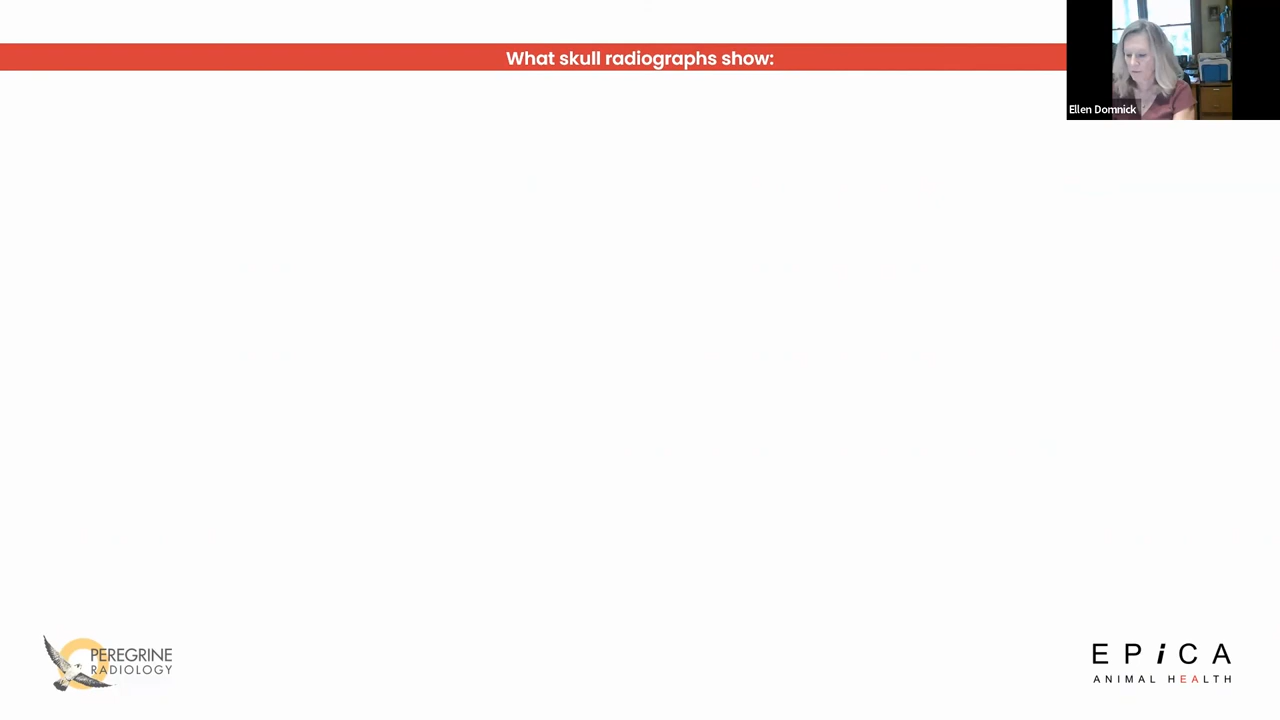 What skull radiographs show:
Ellen Domnick
PEREGRINE
RADIOLOGY
EPiCA
ANIMAL HEALTH